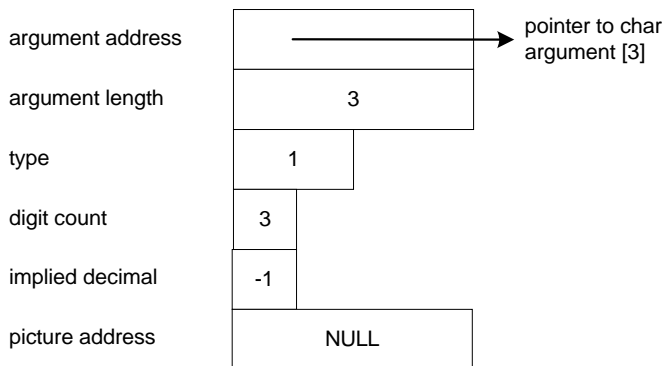 argument address
pointer to char
argument [3]
argument length
3
type
1
digit count
3
implied decimal
-1
picture address
NULL